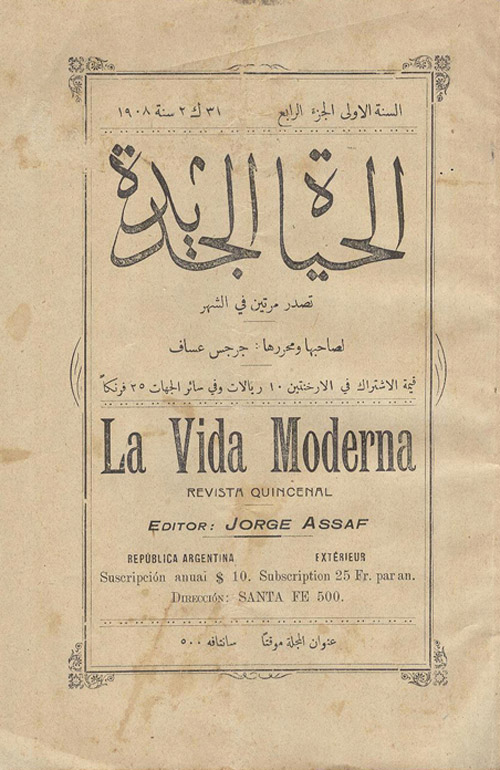 السنة الاولى الجزء الرابع ٣١ ك ٢ سنة ١٩٠٨
الحياة الجديدة
تصدر مرتين في الشهر
لصاحبها ومحررها: جرجس عساف
قيمة الاشتراك في الارجنتين ١٠ ريالات وفي سائر الجهات ٢٥ فرنكاً
La Vida Moderna
REVISTA QUINCENAL
EDITOR: JORGE ASSAF
REPÚBLICA ARGENTINA EXTÉRIEUR
Suscripción anual $ 10. Subscription 25 Fr. par an.
DIRECCIÓN: SANTA FE 500.
عنوان المجلة موقتاً سانتافه ٥٠٠